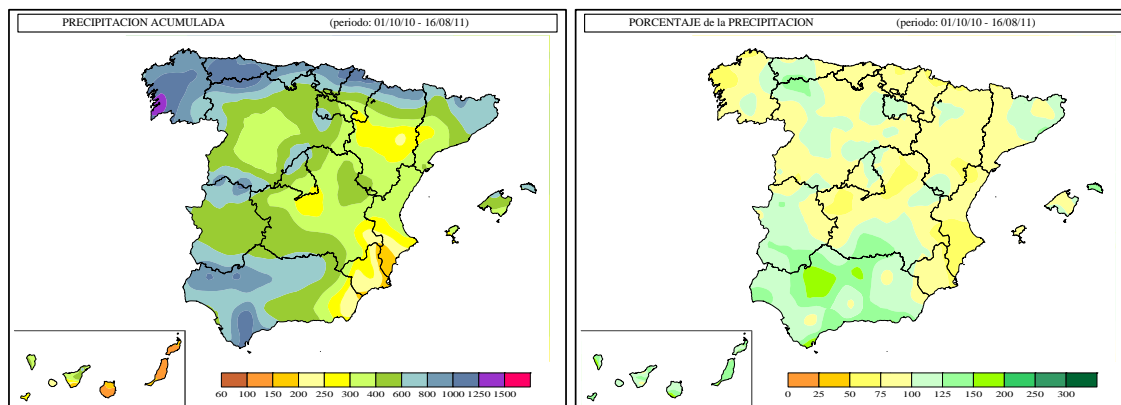 PRECIPITACION ACUMULADA (periodo: 01/10/10 - 16/08/11)
60 100 150 200 250 300 400 600 800 1000 1250 1500
PORCENTAJE de la PRECIPITACION (periodo: 01/10/10 - 16/08/11)
0 25 50 75 100 125 150 200 250 300